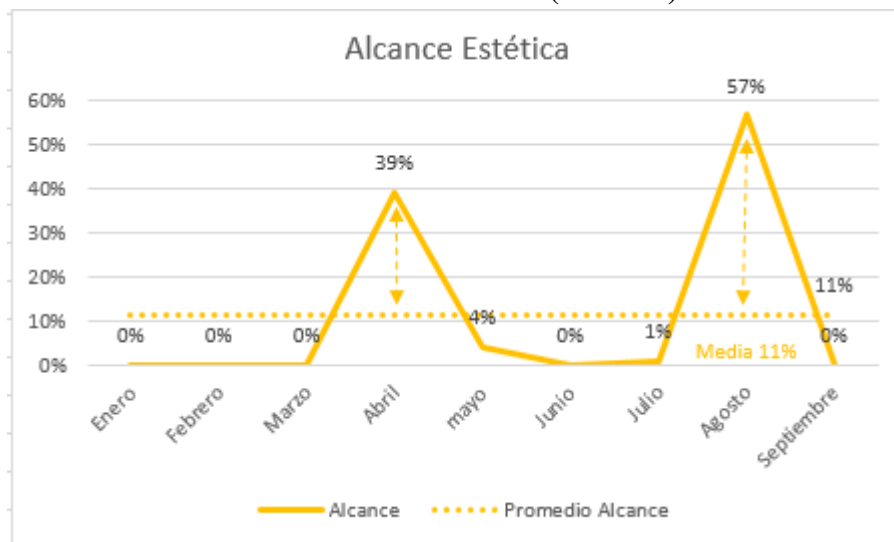 Alcance Estética
60%
50%
40%
30%
20%
10%
0%
0%
0%
0%
39%
4%
0%
1%
57%
11%
0%
Media 11%
Enero
Febrero
Marzo
Abril
mayo
Junio
Julio
Agosto
Septiembre
Alcance
Promedio Alcance